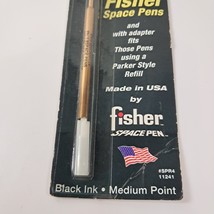 Fisher
Space Pens
and
with adapter
fits
Those Pens
using a
Parker Style
Refill
Made in USA
by
fisher
SPACE PEN
#SPR4
11241
Black Ink • Medium Point